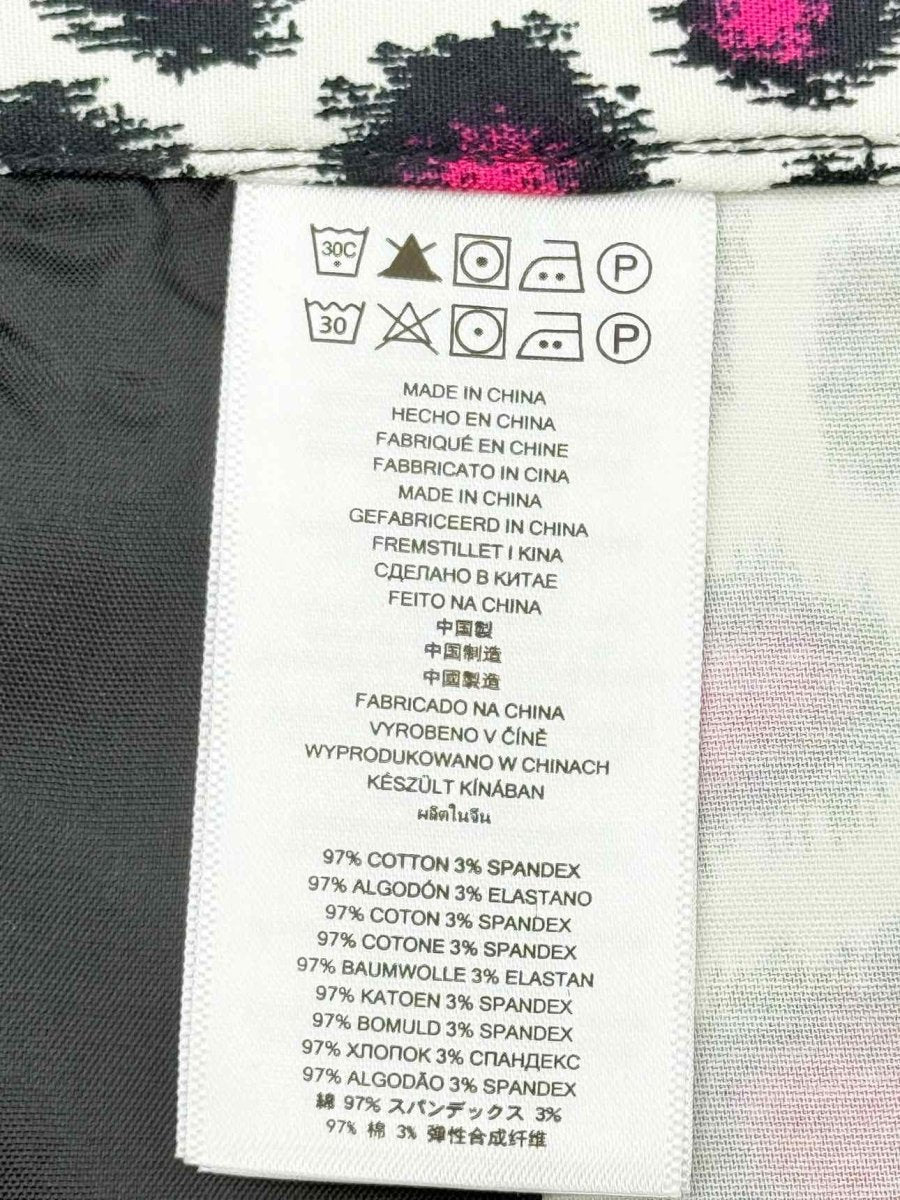 30C P
30 P
MADE IN CHINA
HECHO EN CHINA
FABRIQUÉ EN CHINE
FABBRICATO IN CINA
MADE IN CHINA
GEFABRICEERD IN CHINA
FREMSTILLET I KINA
СДЕЛАНО В КИТАЕ
FEITO NA CHINA
中国製
中国制造
中國製造
FABRICADO NA CHINA
VYROBENO V ČÍNĚ
WYPRODUKOWANO W CHINACH
KÉSZÜLT KÍNÁBAN
ผลิตในจีน
97% COTTON 3% SPANDEX
97% ALGODÓN 3% ELASTANO
97% COTON 3% SPANDEX
97% COTONE 3% SPANDEX
97% BAUMWOLLE 3% ELASTAN
97% KATOEN 3% SPANDEX
97% BOMULD 3% SPANDEX
97% ХЛОПОК 3% СПАНДЕКС
97% ALGODÃO 3% SPANDEX
綿 97% スパンデックス 3%
97% 棉 3% 弹性合成纤维